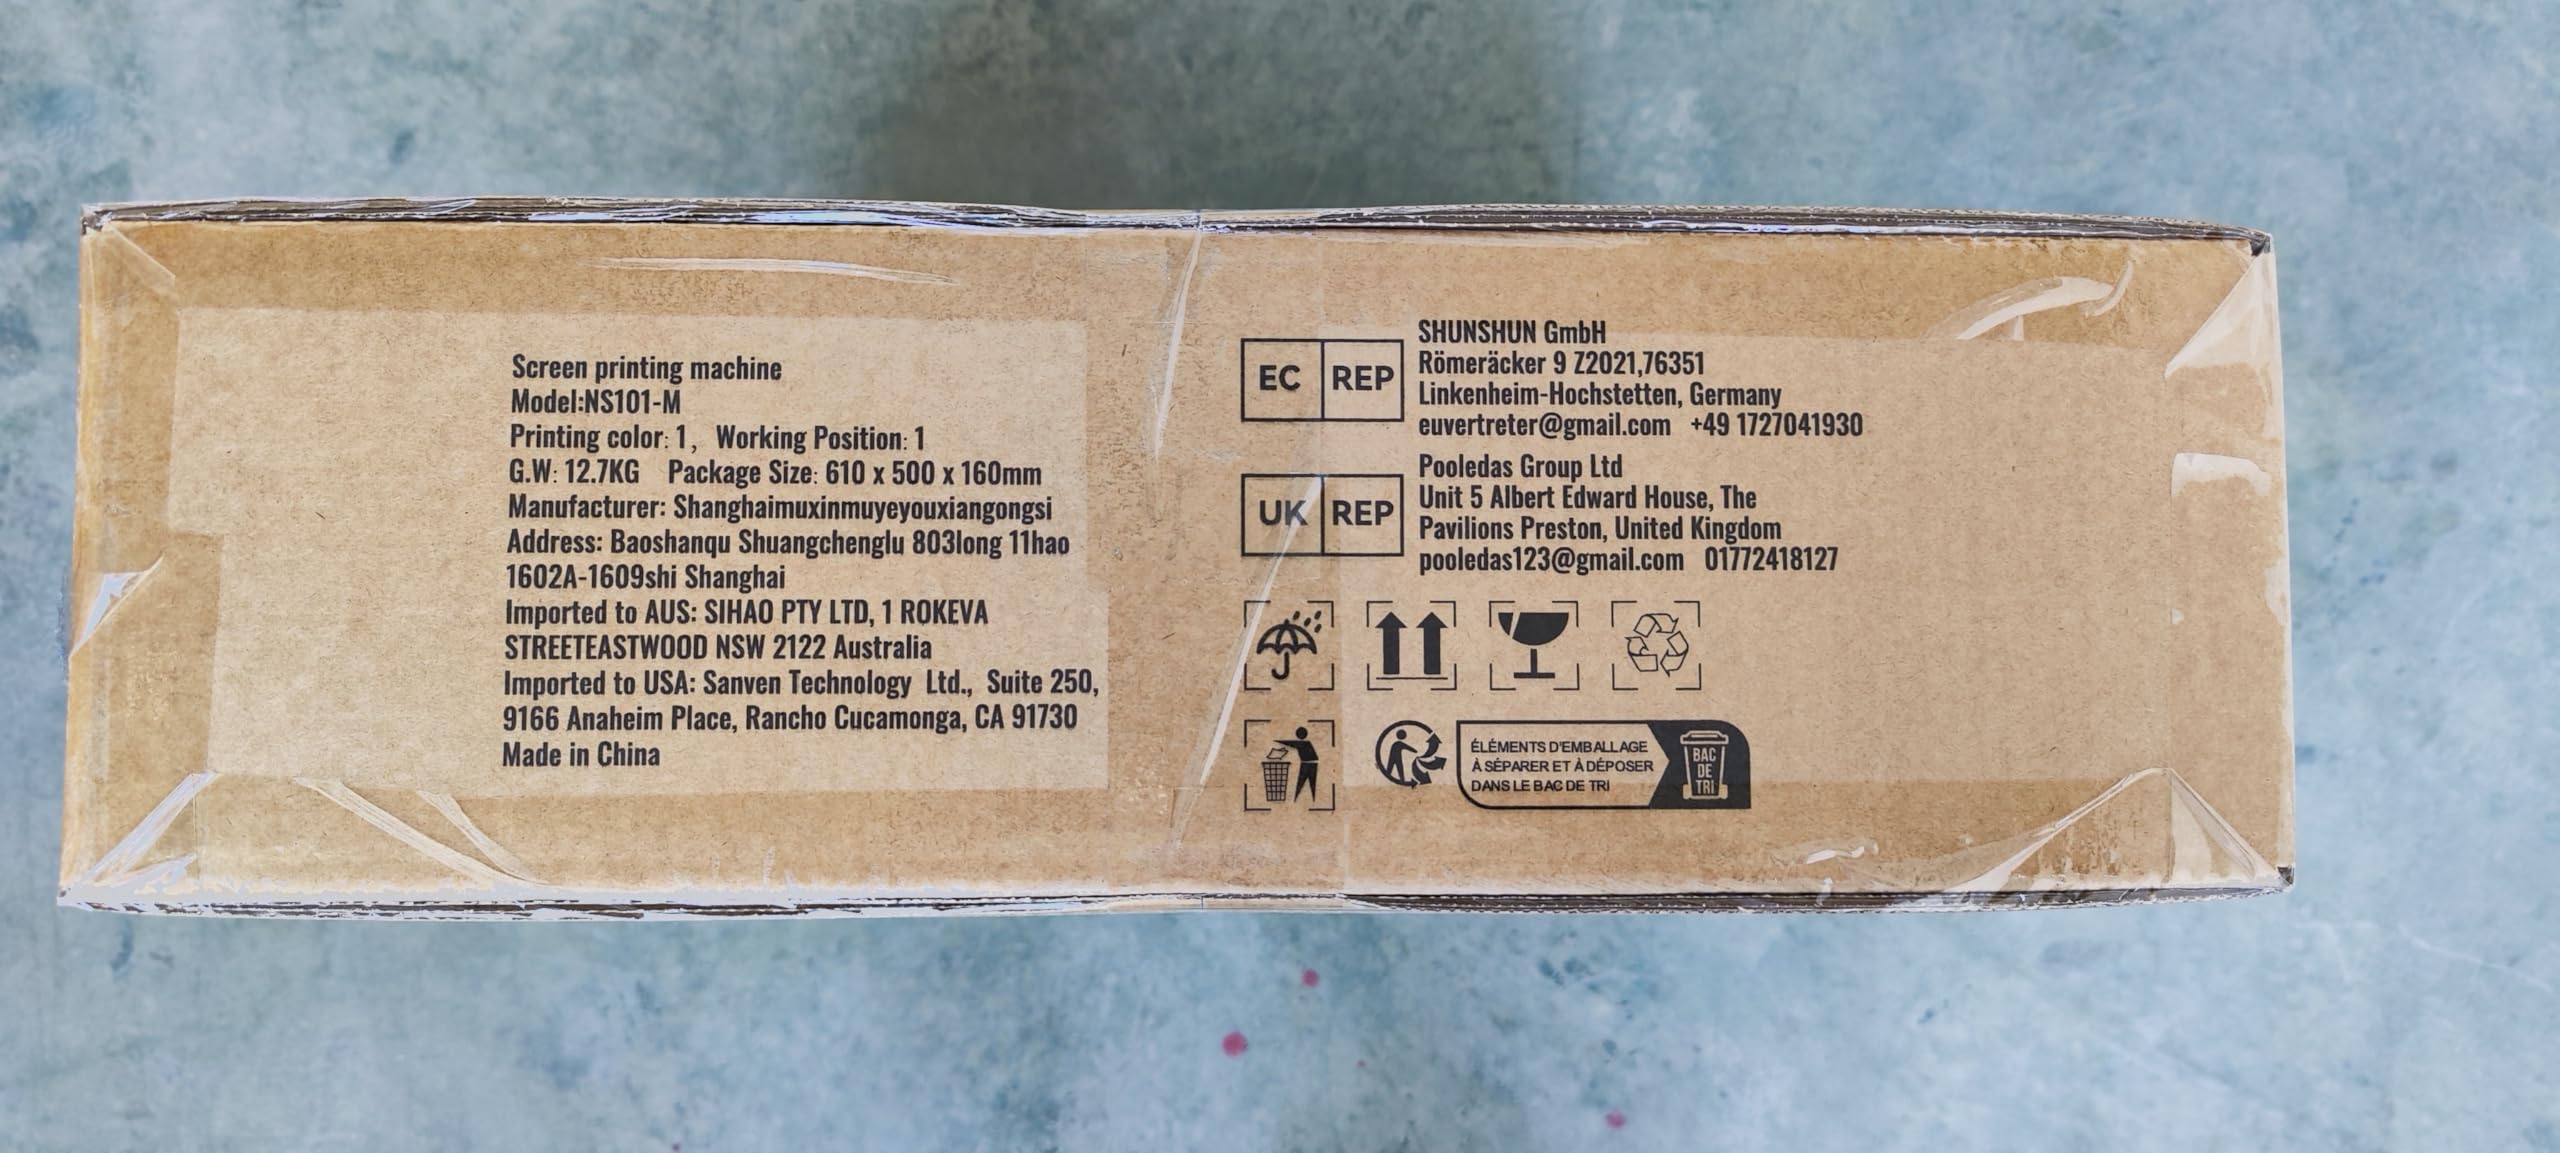 Screen printing machine
Model:NS101-M
Printing color: 1,  Working Position: 1
G.W: 12.7KG  Package Size: 610 x 500 x 160mm
Manufacturer: Shanghaimuxinmuyeyouxiangongsi
Address: Baoshanqu Shuangchenglu 803long 11hao
1602A-1609shi Shanghai
Imported to AUS: SIHAO PTY LTD, 1 ROKEVA
STREETEASTWOOD NSW 2122 Australia
Imported to USA: Sanven Technology Ltd., Suite 250,
9166 Anaheim Place, Rancho Cucamonga, CA 91730
Made in China
EC REP
SHUNSHUN GmbH
Römeräcker 9 Z2021,76351
Linkenheim-Hochstetten, Germany
euvertreter@gmail.com +49 1727041930
UK REP
Pooledas Group Ltd
Unit 5 Albert Edward House, The
Pavilions Preston, United Kingdom
pooledas123@gmail.com 01772418127
ÉLÉMENTS D'EMBALLAGE
À SÉPARER ET À DÉPOSER
DANS LE BAC DE TRI
BAC
DE
TRI